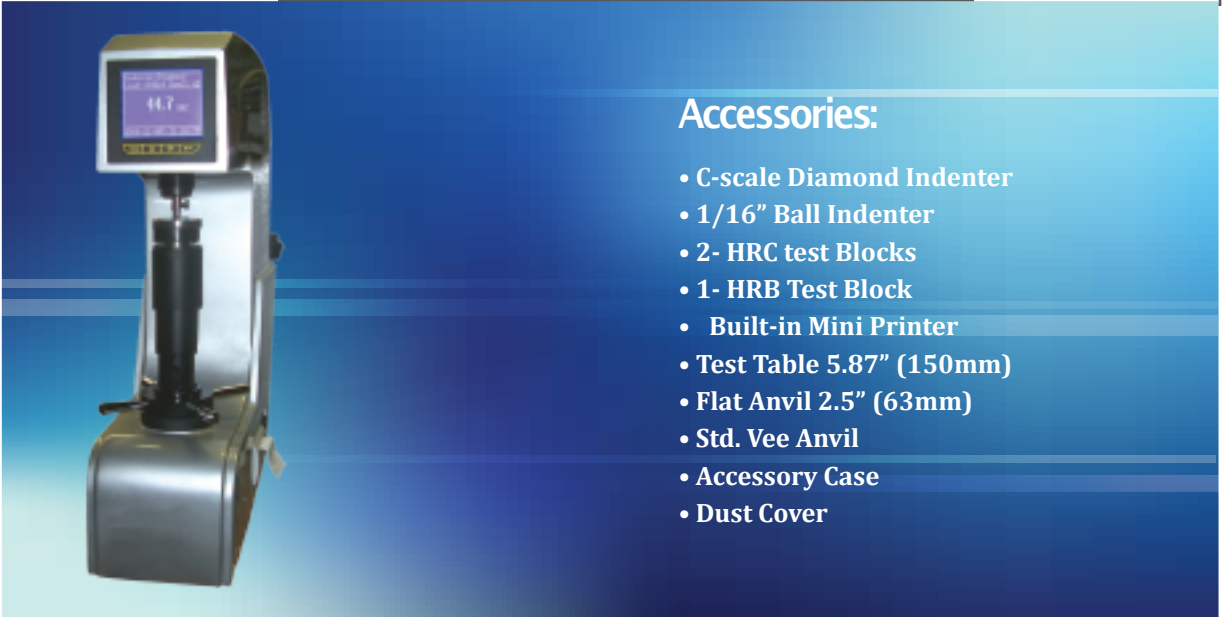 44.7
Accessories:
• C-scale Diamond Indenter
• 1/16” Ball Indenter
• 2- HRC test Blocks
• 1- HRB Test Block
• Built-in Mini Printer
• Test Table 5.87” (150mm)
• Flat Anvil 2.5” (63mm)
• Std. Vee Anvil
• Accessory Case
• Dust Cover